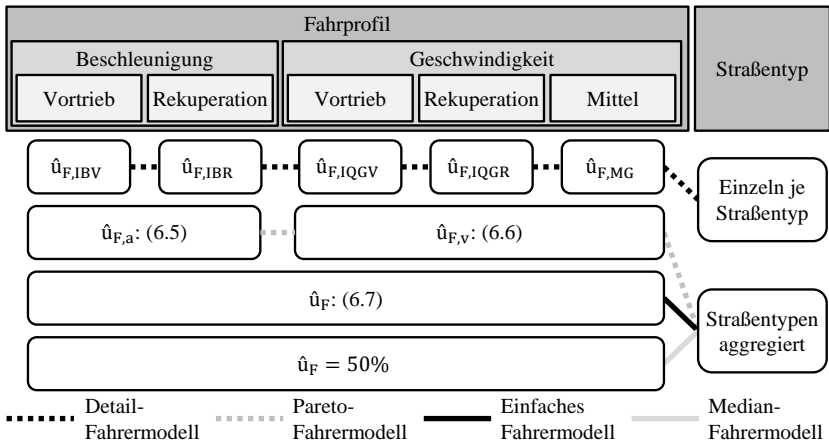 Fahrprofil
Beschleunigung
Geschwindigkeit
Straßentyp
Vortrieb
Rekuperation
Vortrieb
Rekuperation
Mittel
û_F,IBV
û_F,IBR
û_F,IQGV
û_F,IQGR
û_F,MG
Einzeln je
Straßentyp
û_F,a: (6.5)
û_F,v: (6.6)
û_F: (6.7)
Straßentypen
aggregiert
û_F = 50%
Detail-
Fahrermodell
Pareto-
Fahrermodell
Einfaches
Fahrermodell
Median-
Fahrermodell